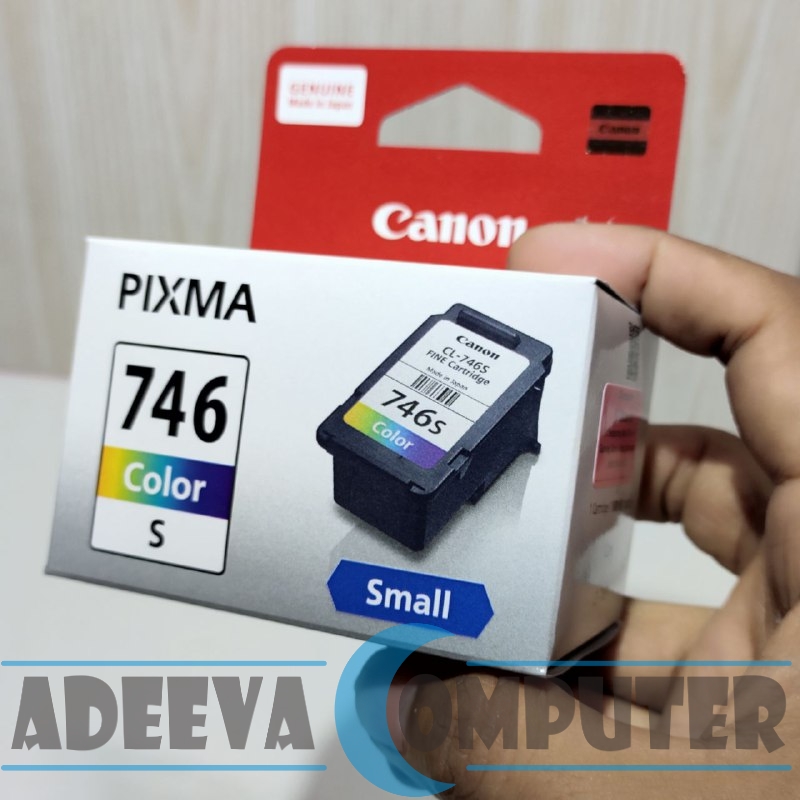 GENUINE
Made in Japan
Canon
Canon
PIXMA
746
Color
S
Canon
CL-746S
FINE Cartridge
Made in Japan
746s
Color
Small
ADEEVA COMPUTER